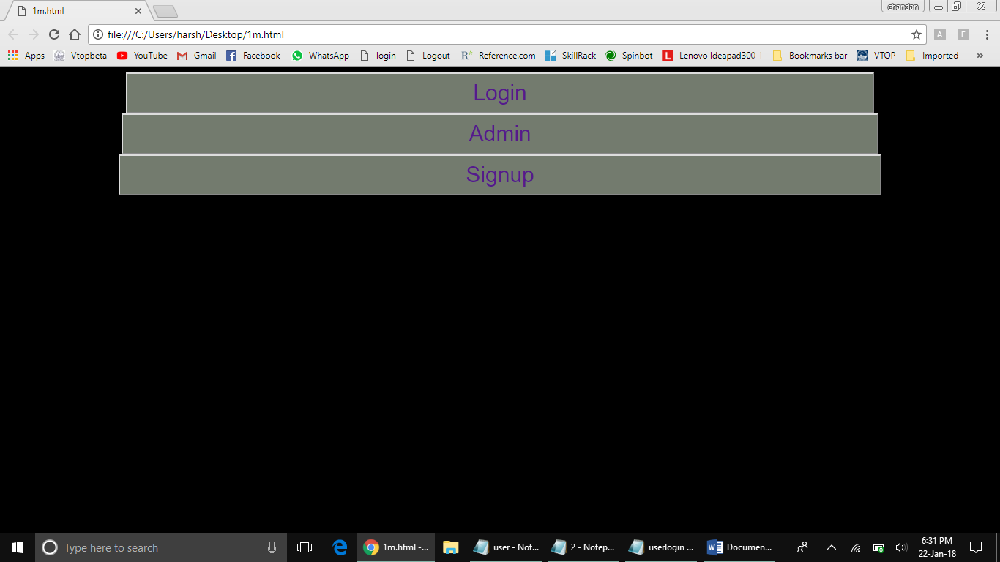 1m.html
chandan
file:///C:/Users/harsh/Desktop/1m.html
A
E
Apps Vtopbeta YouTube Gmail Facebook WhatsApp login Logout R* Reference.com SkillRack Spinbot L Lenovo Ideapad300 1 Bookmarks bar VTOP Imported »
Login
Admin
Signup
Type here to search
1m.html -...
user - Not...
2 - Notep...
userlogin ...
Documen...
6:31 PM
22-Jan-18